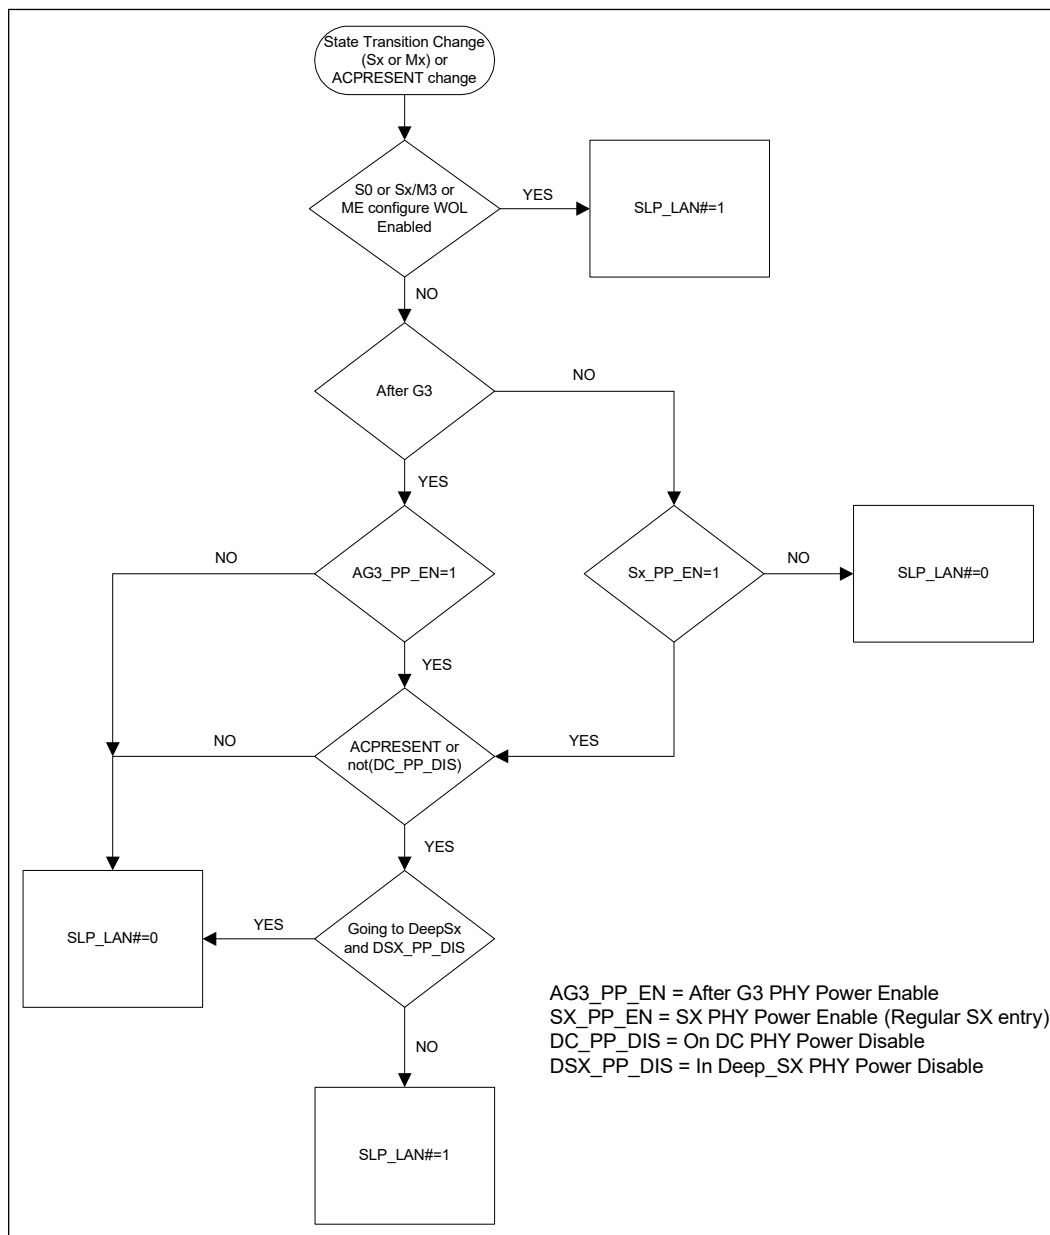 State Transition Change
(Sx or Mx) or
ACPRESENT change
S0 or Sx/M3 or
ME configure WOL
Enabled
YES
SLP_LAN#=1
NO
After G3
NO
YES
NO
AG3_PP_EN=1
Sx_PP_EN=1
NO
SLP_LAN#=0
YES
NO
ACPRESENT or
not(DC_PP_DIS)
YES
YES
SLP_LAN#=0
YES
Going to DeepSx
and DSX_PP_DIS
NO
SLP_LAN#=1
AG3_PP_EN = After G3 PHY Power Enable
SX_PP_EN = SX PHY Power Enable (Regular SX entry)
DC_PP_DIS = On DC PHY Power Disable
DSX_PP_DIS = In Deep_SX PHY Power Disable